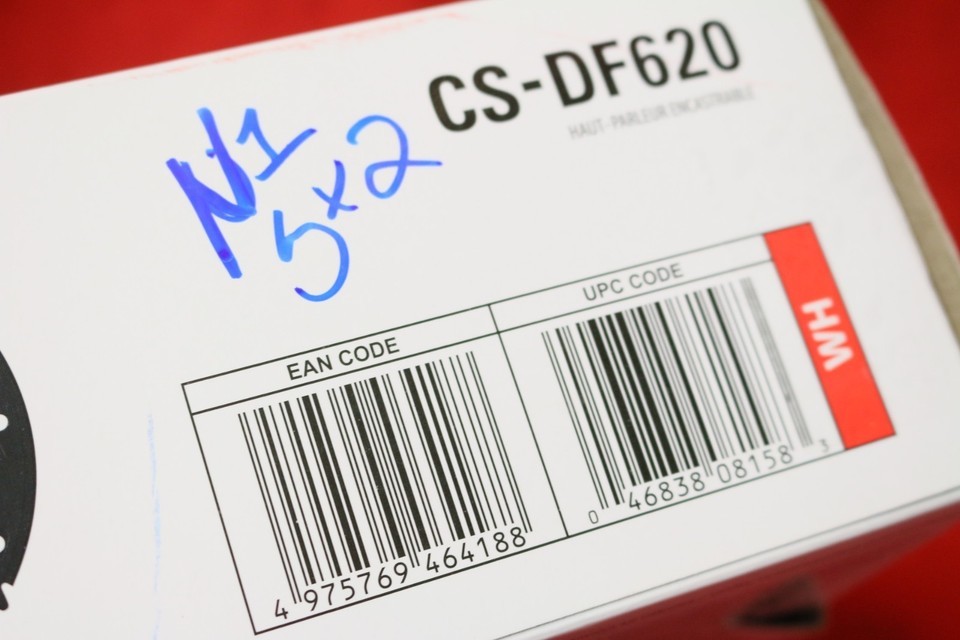 CS-DF620
HAUT-PARLEUR ENCASTRABLE
N1
5x2
EAN CODE
UPC CODE
WH
4 975769 464188
0 46838 08158 3